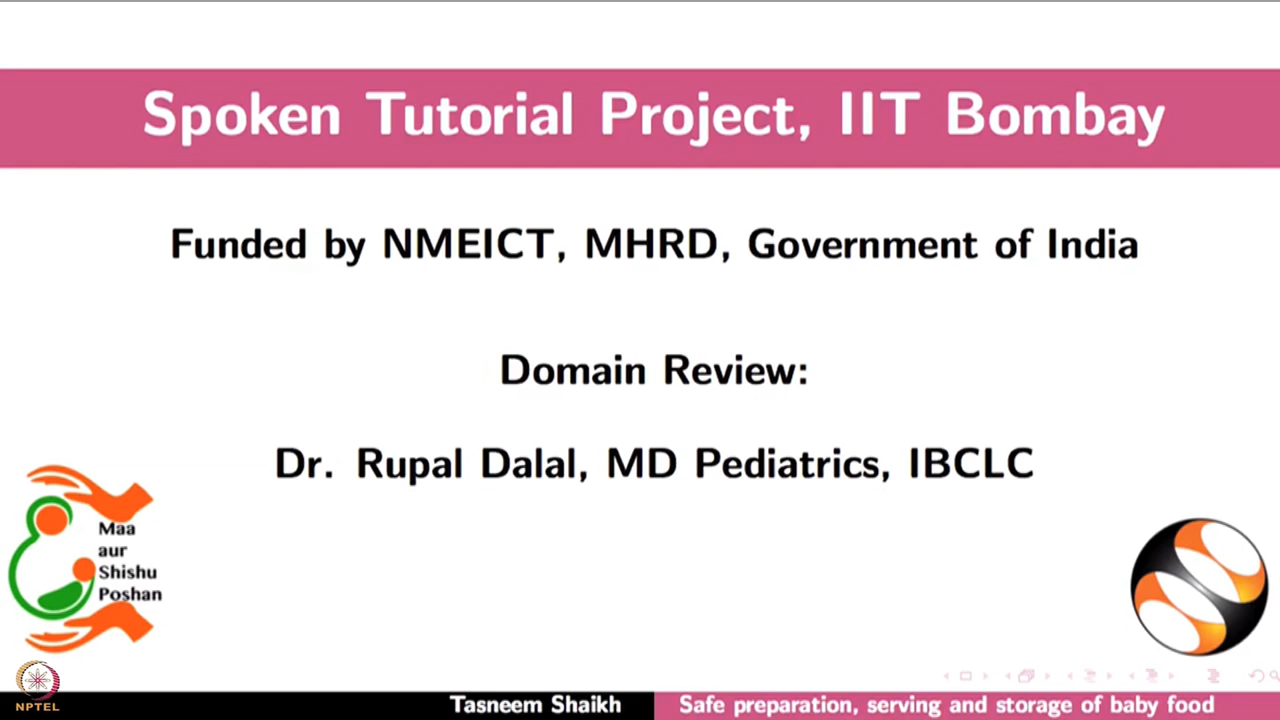 Spoken Tutorial Project, IIT Bombay
Funded by NMEICT, MHRD, Government of India
Domain Review:
Dr. Rupal Dalal, MD Pediatrics, IBCLC
Maa
aur
Shishu
Poshan
NPTEL
Tasneem Shaikh
Safe preparation, serving and storage of baby food